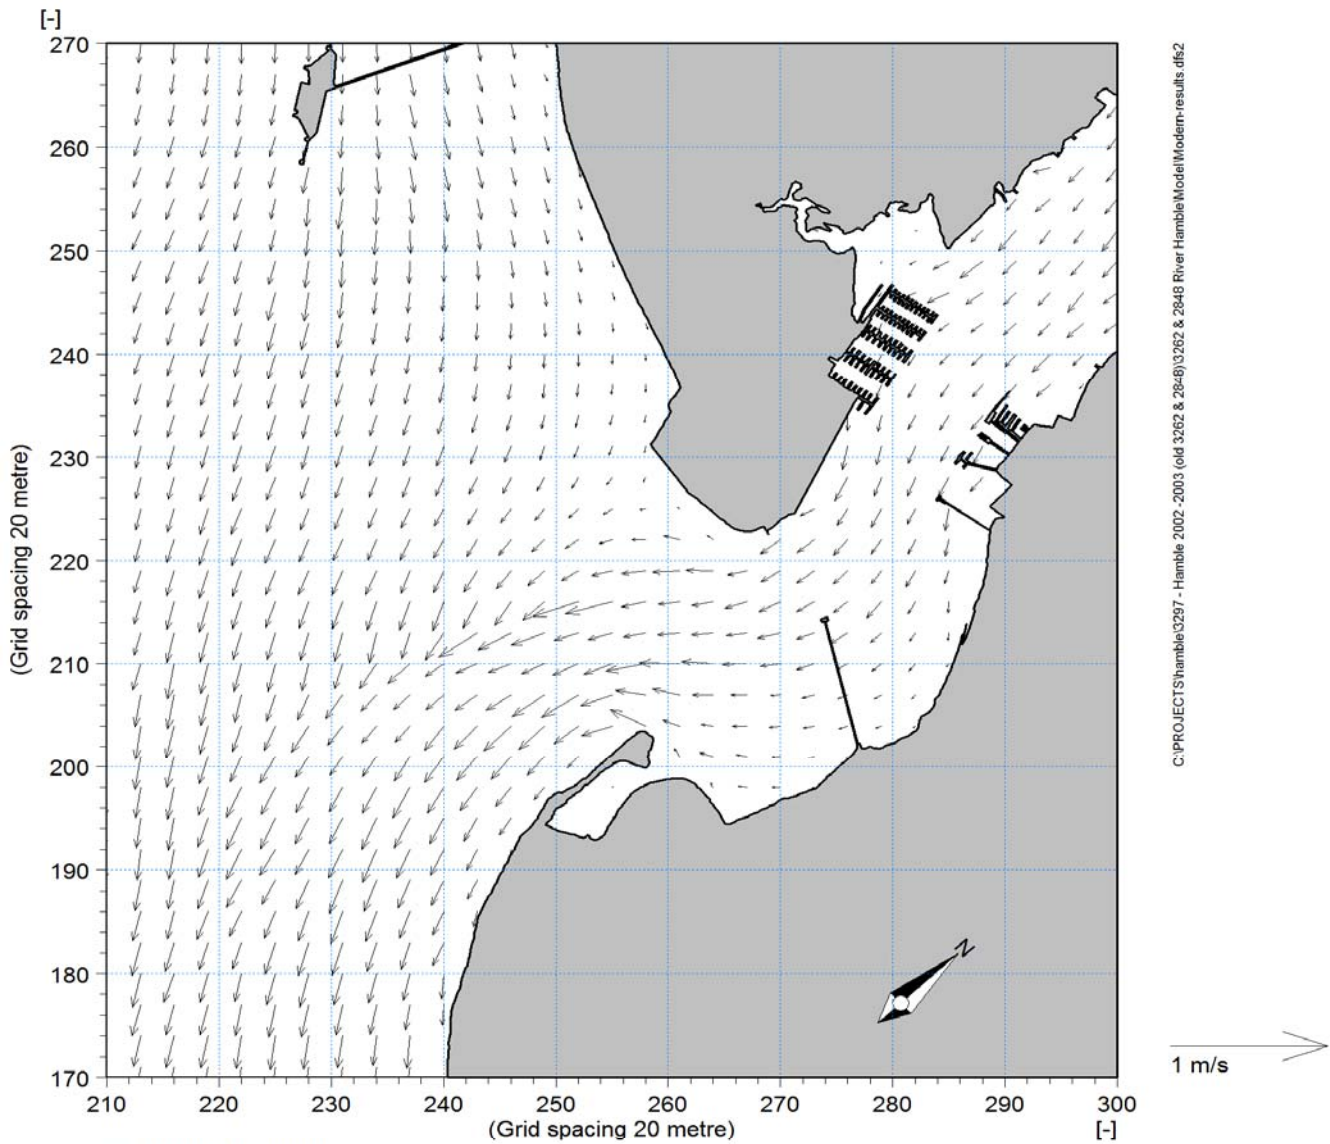 [-]
270
260
250
240
230
220
210
200
190
180
170
(Grid spacing 20 metre)
210 220 230 240 250 260 270 280 290 300
(Grid spacing 20 metre) [-]
N
1 m/s
C:\PROJECTS\hamble\3297 - Hamble 2002 -2003 (old 3262 & 2848)\3262 & 2848 River Hamble\Model\Modern-results.dfs2